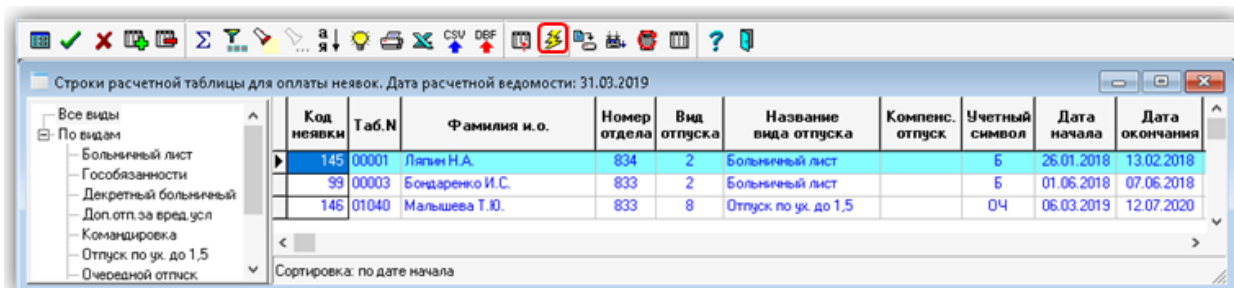 CSV DBF
Строки расчетной таблицы для оплаты неявок. Дата расчетной ведомости: 31.03.2019
Все виды
По видам
Больничный лист
Гособязанности
Декретный больничный
Доп.отп.за вред.усл
Командировка
Отпуск по ух. до 1,5
Очередной отпуск
Код неявки Таб.N Фамилия и.о. Номер отдела Вид отпуска Название вида отпуска Компенс. отпуск Учетный символ Дата начала Дата окончания
145 00001 Ляпин Н.А. 834 2 Больничный лист Б 26.01.2018 13.02.2018
99 00003 Бондаренко И.С. 833 2 Больничный лист Б 01.06.2018 07.06.2018
146 01040 Малышева Т.Ю. 833 8 Отпуск по ух. до 1,5 ОЧ 06.03.2019 12.07.2020
Сортировка: по дате начала